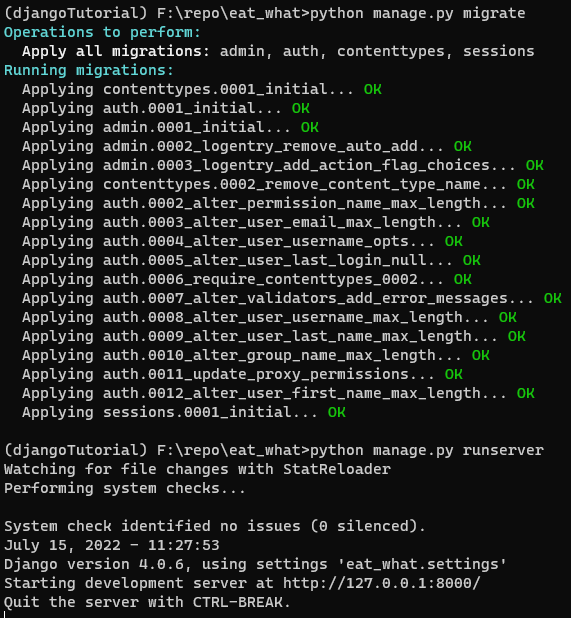 (djangoTutorial) F:\repo\eat_what>python manage.py migrate
Operations to perform:
  Apply all migrations: admin, auth, contenttypes, sessions
Running migrations:
  Applying contenttypes.0001_initial... OK
  Applying auth.0001_initial... OK
  Applying admin.0001_initial... OK
  Applying admin.0002_logentry_remove_auto_add... OK
  Applying admin.0003_logentry_add_action_flag_choices... OK
  Applying contenttypes.0002_remove_content_type_name... OK
  Applying auth.0002_alter_permission_name_max_length... OK
  Applying auth.0003_alter_user_email_max_length... OK
  Applying auth.0004_alter_user_username_opts... OK
  Applying auth.0005_alter_user_last_login_null... OK
  Applying auth.0006_require_contenttypes_0002... OK
  Applying auth.0007_alter_validators_add_error_messages... OK
  Applying auth.0008_alter_user_username_max_length... OK
  Applying auth.0009_alter_user_last_name_max_length... OK
  Applying auth.0010_alter_group_name_max_length... OK
  Applying auth.0011_update_proxy_permissions... OK
  Applying auth.0012_alter_user_first_name_max_length... OK
  Applying sessions.0001_initial... OK

(djangoTutorial) F:\repo\eat_what>python manage.py runserver
Watching for file changes with StatReloader
Performing system checks...

System check identified no issues (0 silenced).
July 15, 2022 - 11:27:53
Django version 4.0.6, using settings 'eat_what.settings'
Starting development server at http://127.0.0.1:8000/
Quit the server with CTRL-BREAK.